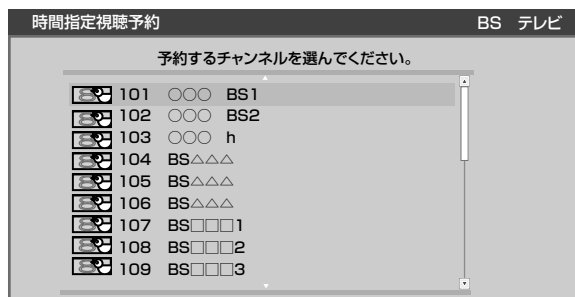 時間指定視聴予約 BS テレビ
予約するチャンネルを選んでください。
101 ○○○ BS1
102 ○○○ BS2
103 ○○○ h
104 BS△△△
105 BS△△△
106 BS△△△
107 BS□□□1
108 BS□□□2
109 BS□□□3